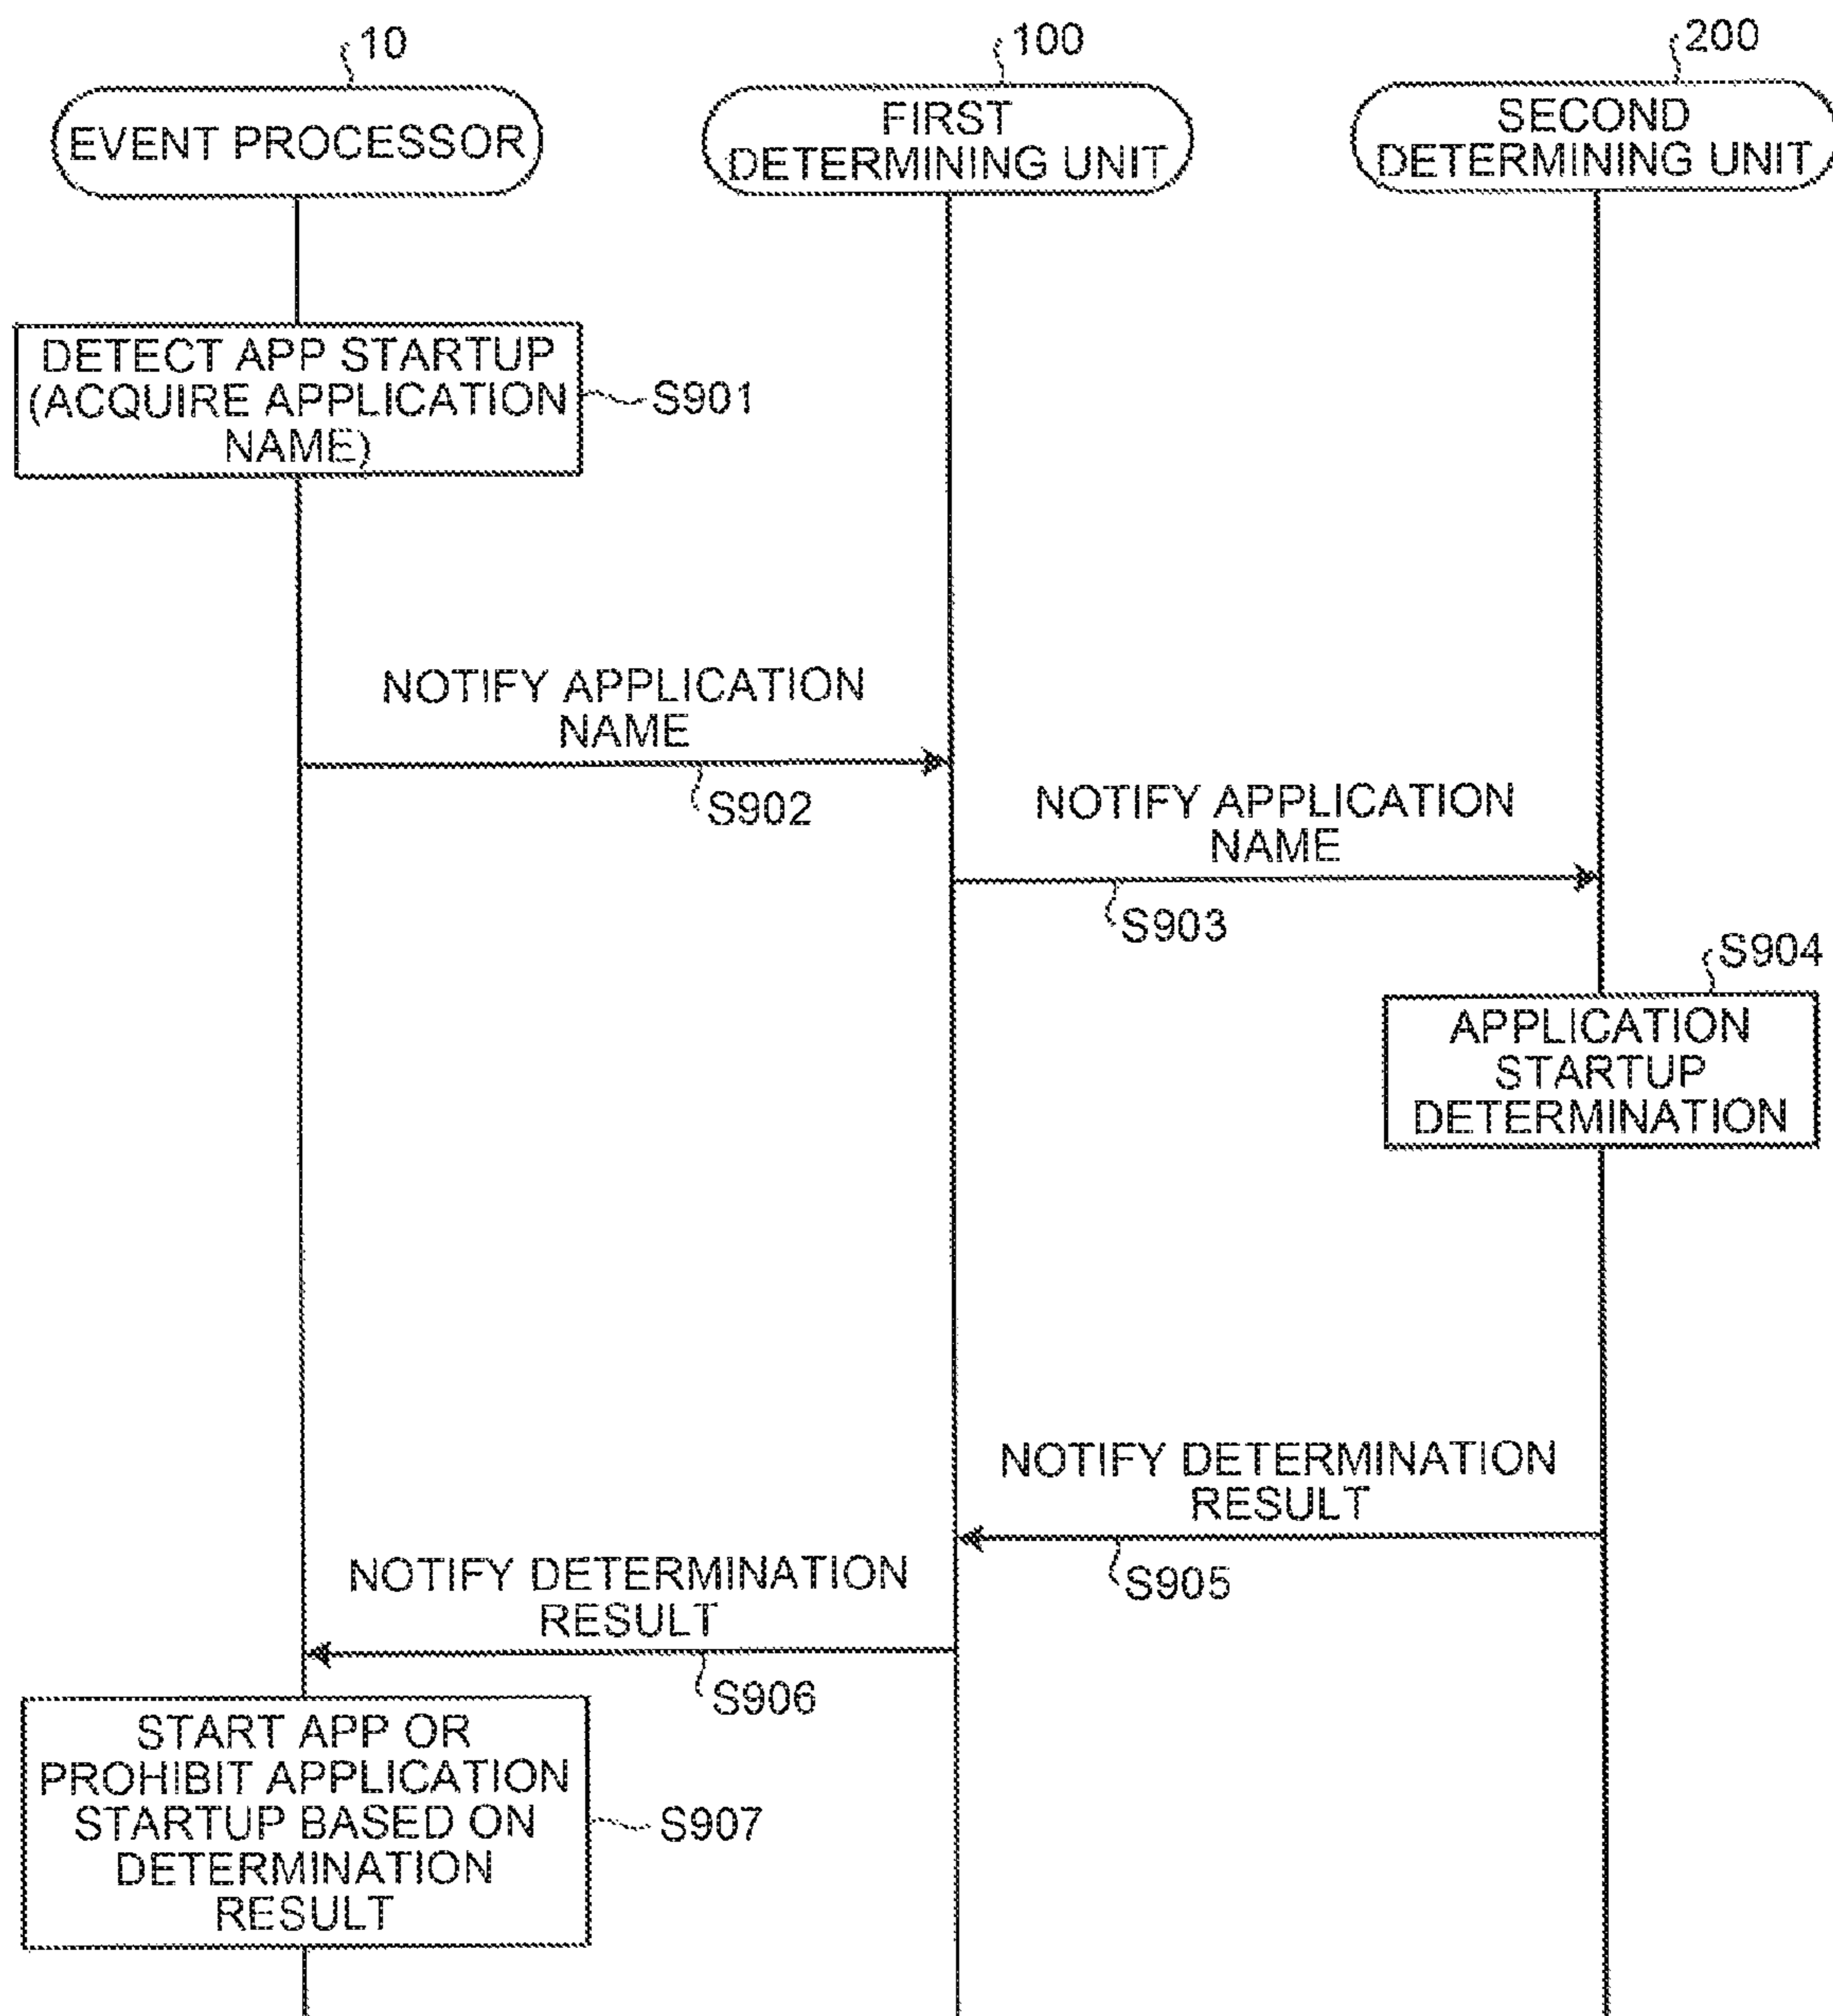 10
100
200
EVENT PROCESSOR
FIRST
DETERMINING UNIT
SECOND
DETERMINING UNIT
DETECT APP STARTUP
(ACQUIRE APPLICATION
NAME)
S901
NOTIFY APPLICATION
NAME
S902
NOTIFY APPLICATION
NAME
S903
S904
APPLICATION
STARTUP
DETERMINATION
NOTIFY DETERMINATION
RESULT
S905
NOTIFY DETERMINATION
RESULT
S906
START APP OR
PROHIBIT APPLICATION
STARTUP BASED ON
DETERMINATION
RESULT
S907